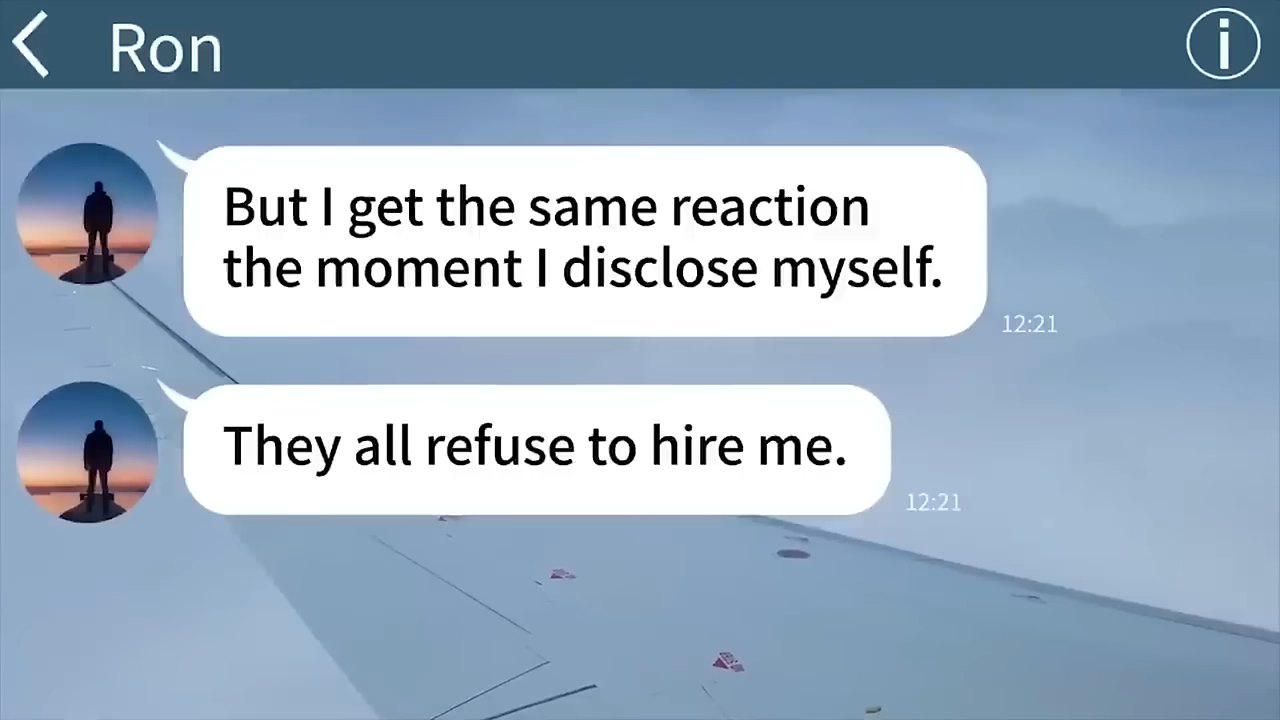 Ron
But I get the same reaction
the moment I disclose myself.
12:21
They all refuse to hire me.
12:21